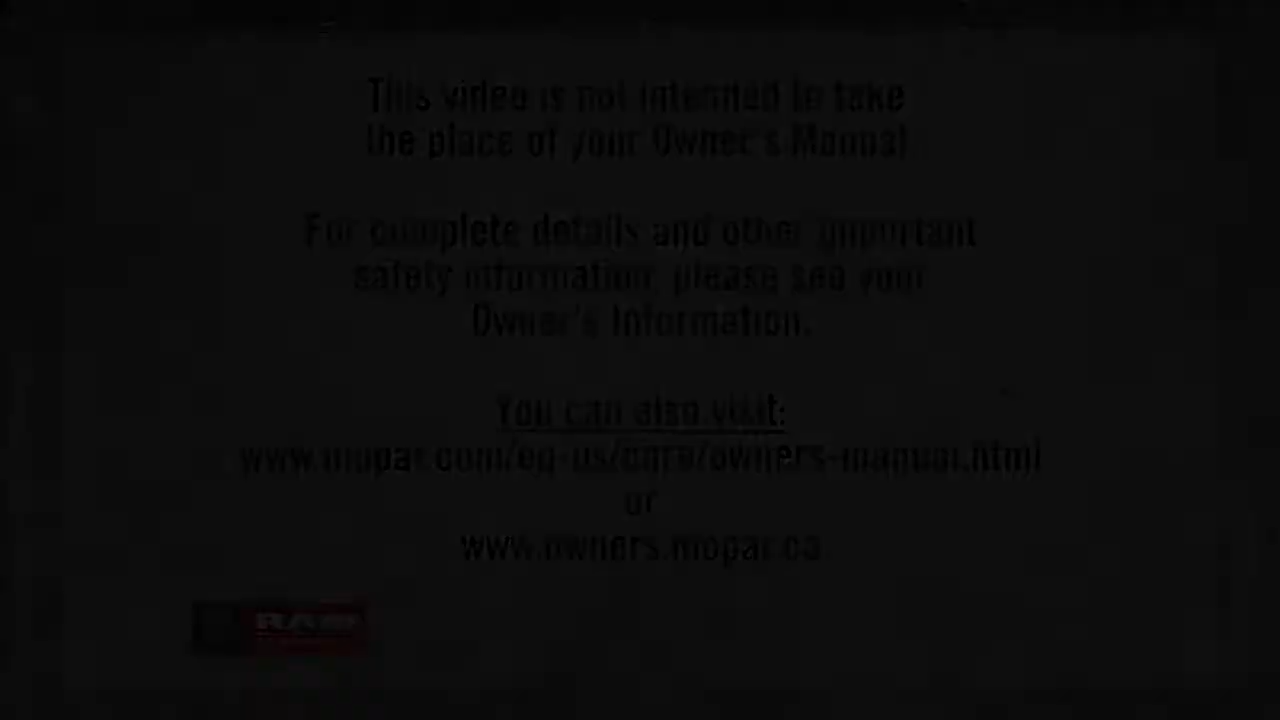 This video is not intended to take
the place of your Owner's Manual
For complete details and other important
safety information, please see your
Owner's Information.
You can also visit:
www.mopar.com/en-us/care/owners-manual.html
or
www.owners.mopar.ca
RAM